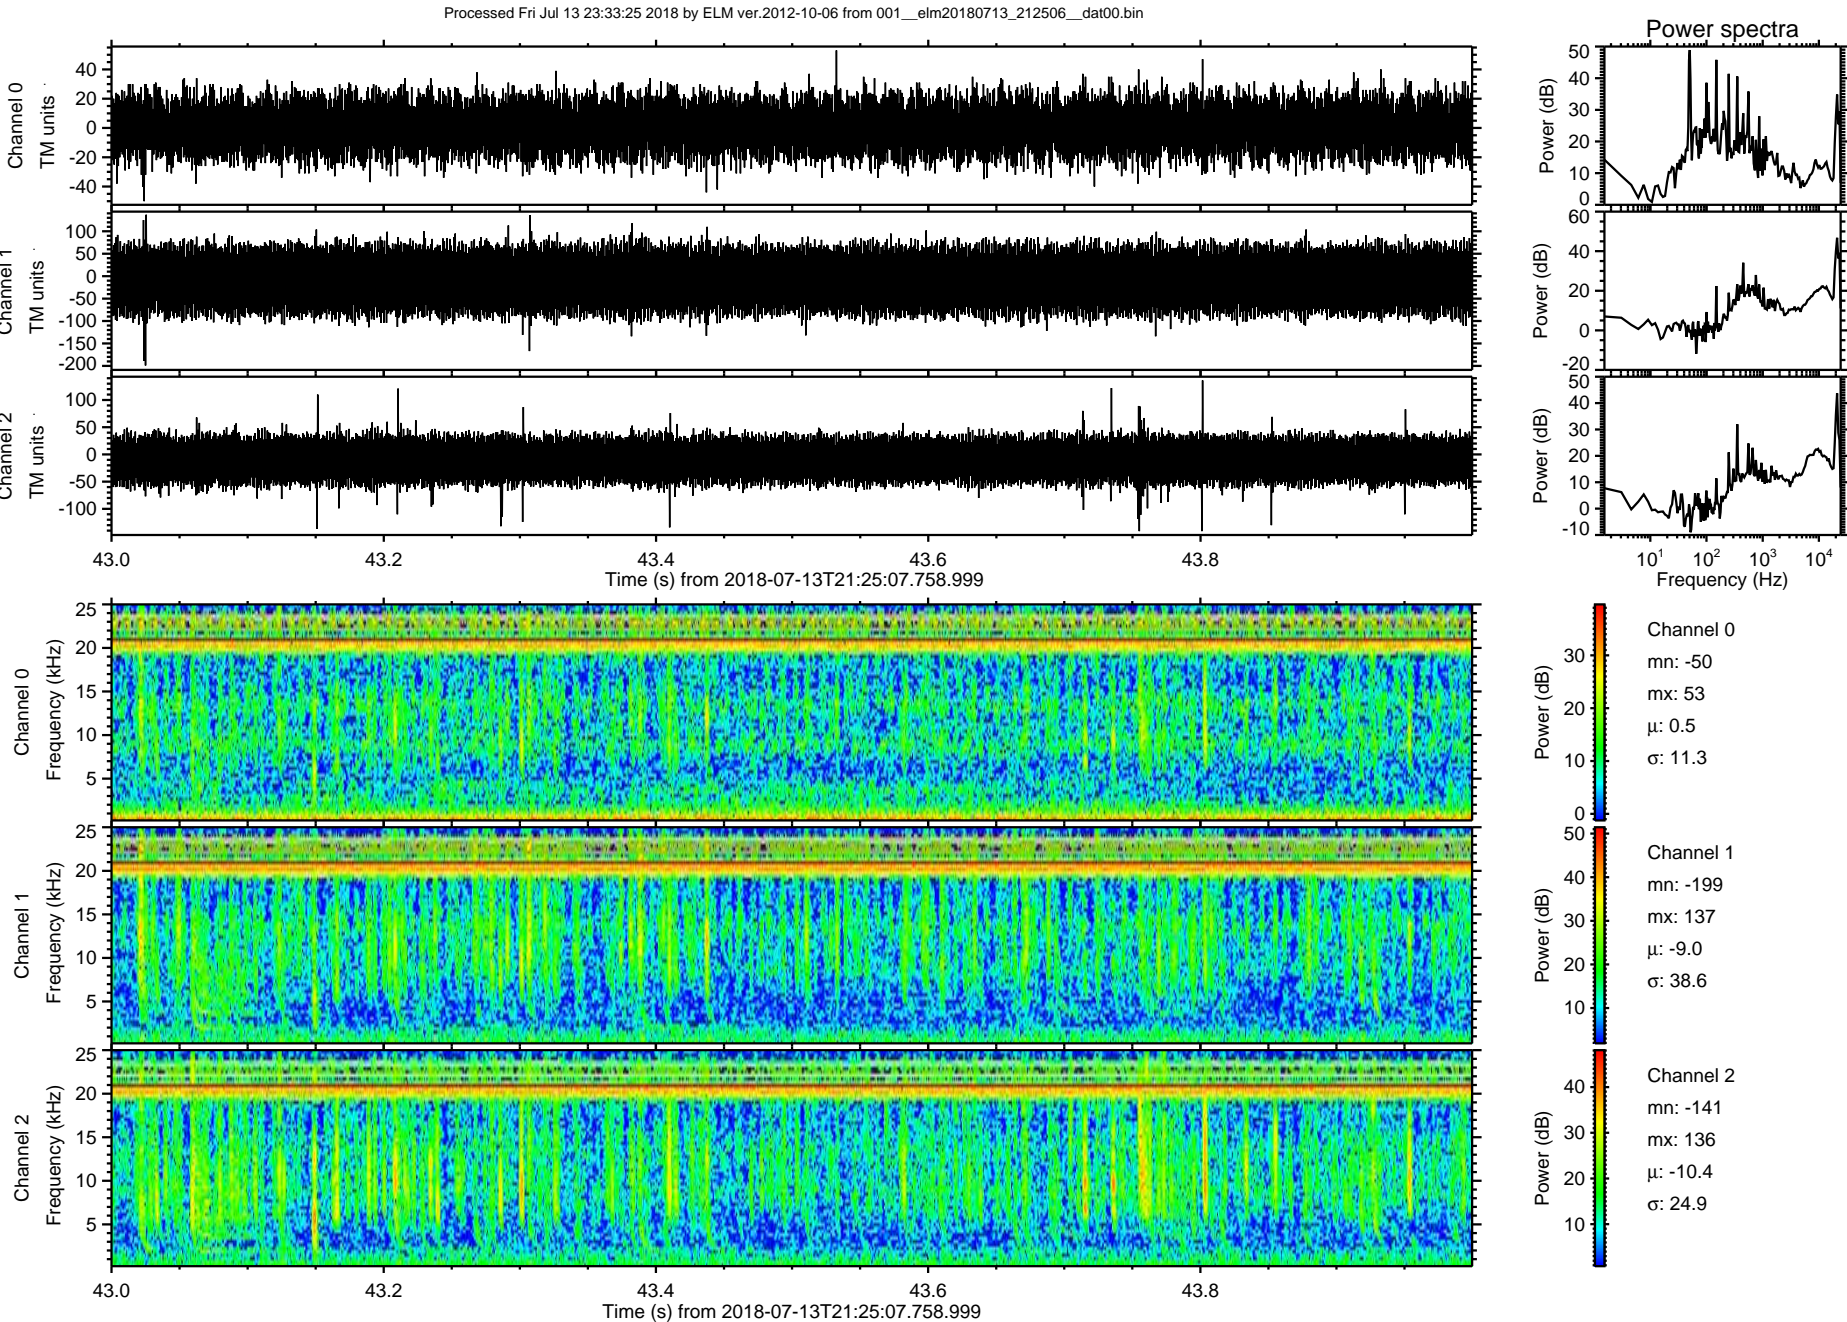 Processed Fri Jul 13 23:33:25 2018 by ELM ver.2012-10-06 from 001__elm20180713_212506__dat00.bin
Power spectra
Channel 0
TM units
40
20
0
-20
-40
Power (dB)
50
40
30
20
10
0
Channel 1
TM units
100
50
0
-50
-100
-150
-200
Power (dB)
60
40
20
0
-20
Channel 2
TM units
100
50
0
-50
-100
Power (dB)
50
40
30
20
10
0
-10
43.0 43.2 43.4 43.6 43.8
Time (s) from 2018-07-13T21:25:07.758.999
10^1 10^2 10^3 10^4
Frequency (Hz)
Channel 0
Frequency (kHz)
25
20
15
10
5
Power (dB)
30
20
10
0
Channel 0
mn: -50
mx: 53
μ: 0.5
σ: 11.3
Channel 1
Frequency (kHz)
25
20
15
10
5
Power (dB)
50
40
30
20
10
Channel 1
mn: -199
mx: 137
μ: -9.0
σ: 38.6
Channel 2
Frequency (kHz)
25
20
15
10
5
Power (dB)
40
30
20
10
Channel 2
mn: -141
mx: 136
μ: -10.4
σ: 24.9
43.0 43.2 43.4 43.6 43.8
Time (s) from 2018-07-13T21:25:07.758.999